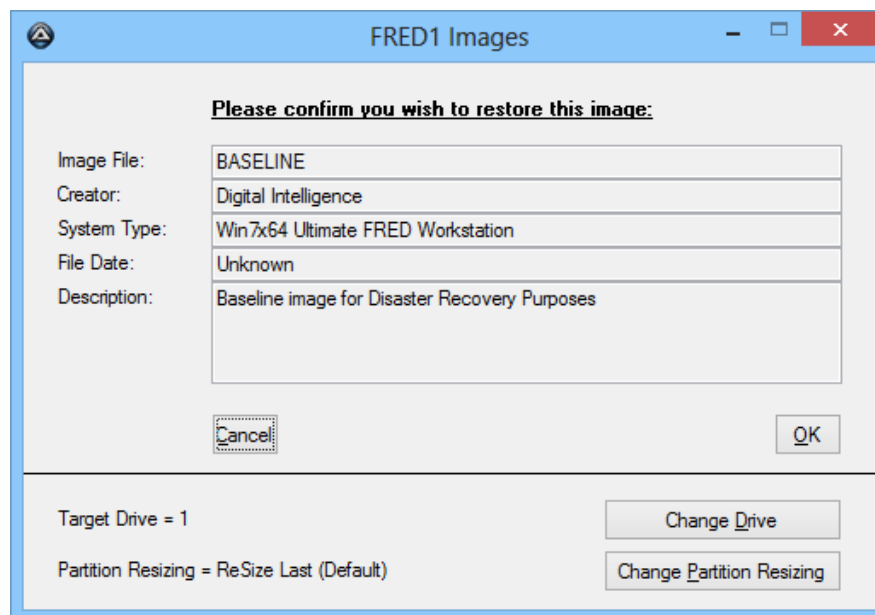 FRED1 Images
Please confirm you wish to restore this image:
Image File: BASELINE
Creator: Digital Intelligence
System Type: Win7x64 Ultimate FRED Workstation
File Date: Unknown
Description: Baseline image for Disaster Recovery Purposes
Cancel OK
Target Drive = 1 Change Drive
Partition Resizing = ReSize Last (Default) Change Partition Resizing